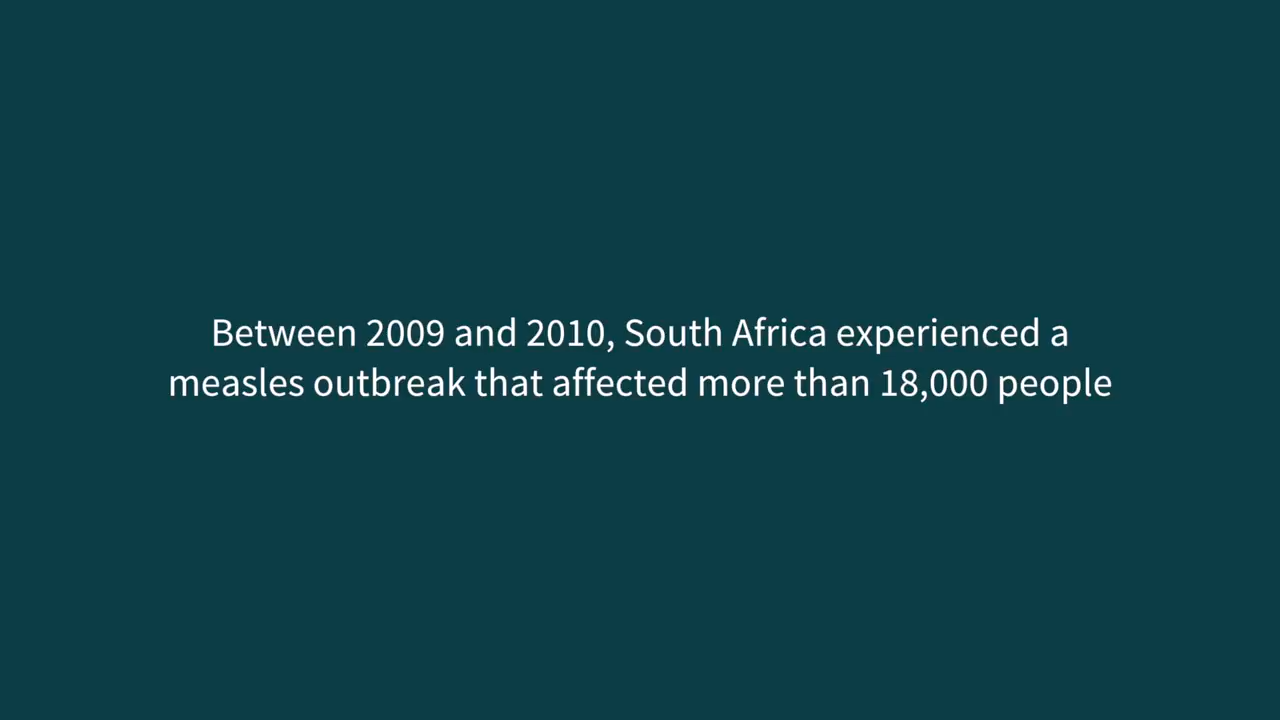 Between 2009 and 2010, South Africa experienced a
measles outbreak that affected more than 18,000 people